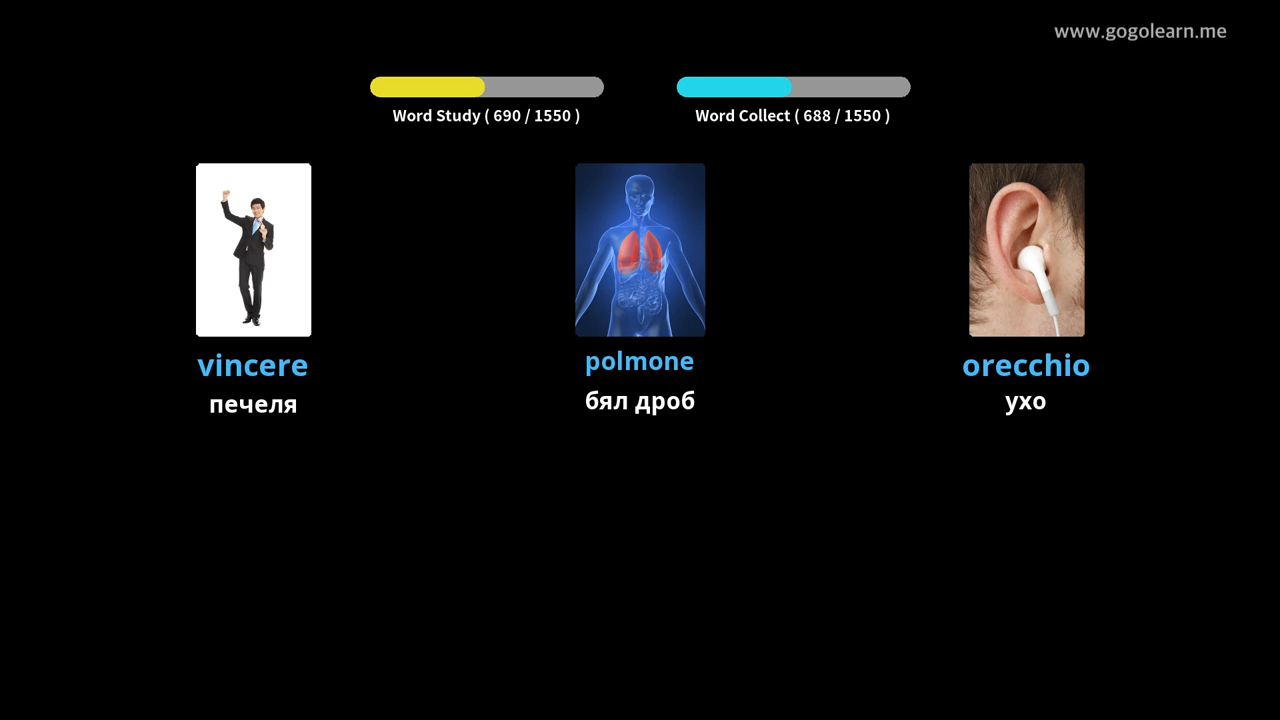 www.gogolearn.me
Word Study ( 690 / 1550 )
Word Collect ( 688 / 1550 )
vincere
печеля
polmone
бял дроб
orecchio
ухо